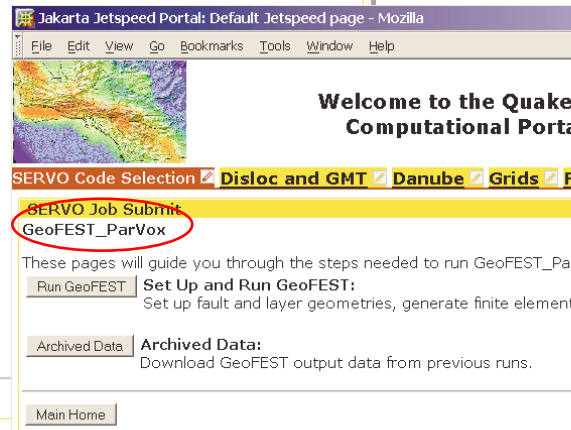 Jakarta Jetspeed Portal: Default Jetspeed page - Mozilla
File Edit View Go Bookmarks Tools Window Help
Welcome to the Quake
Computational Porta
SERVO Code Selection Disloc and GMT Danube Grids F
SERVO Job Submit
GeoFEST_ParVox
These pages will guide you through the steps needed to run GeoFEST_Pa
Run GeoFEST Set Up and Run GeoFEST:
Set up fault and layer geometries, generate finite element
Archived Data Archived Data:
Download GeoFEST output data from previous runs.
Main Home